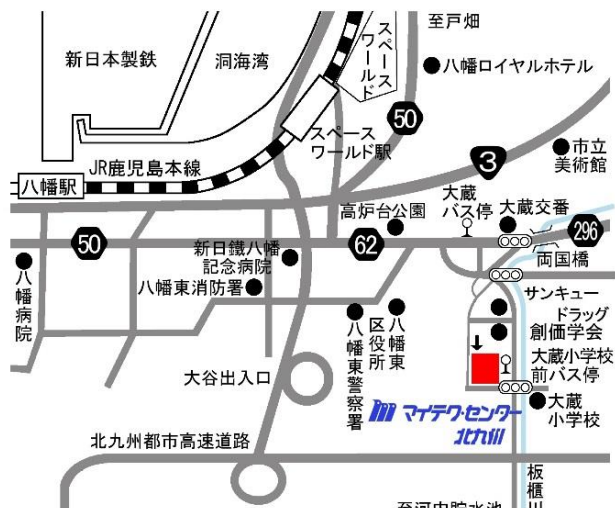 至戸畑
新日本製鉄
洞海湾
スペース
ワールド
八幡ロイヤルホテル
50
スペース
ワールド駅
3
市立
美術館
JR鹿児島本線
八幡駅
大蔵
バス停
大蔵交番
高炉台公園
296
50
62
両国橋
新日鐵八幡
記念病院
八幡病院
八幡東消防署
サンキュー
ドラッグ
創価学会
八幡東警察署
八幡東
区役所
大谷出入口
大蔵小学校
前バス停
マイテク・センター
北九州
大蔵
小学校
北九州都市高速道路
板櫃川
至河内貯水池